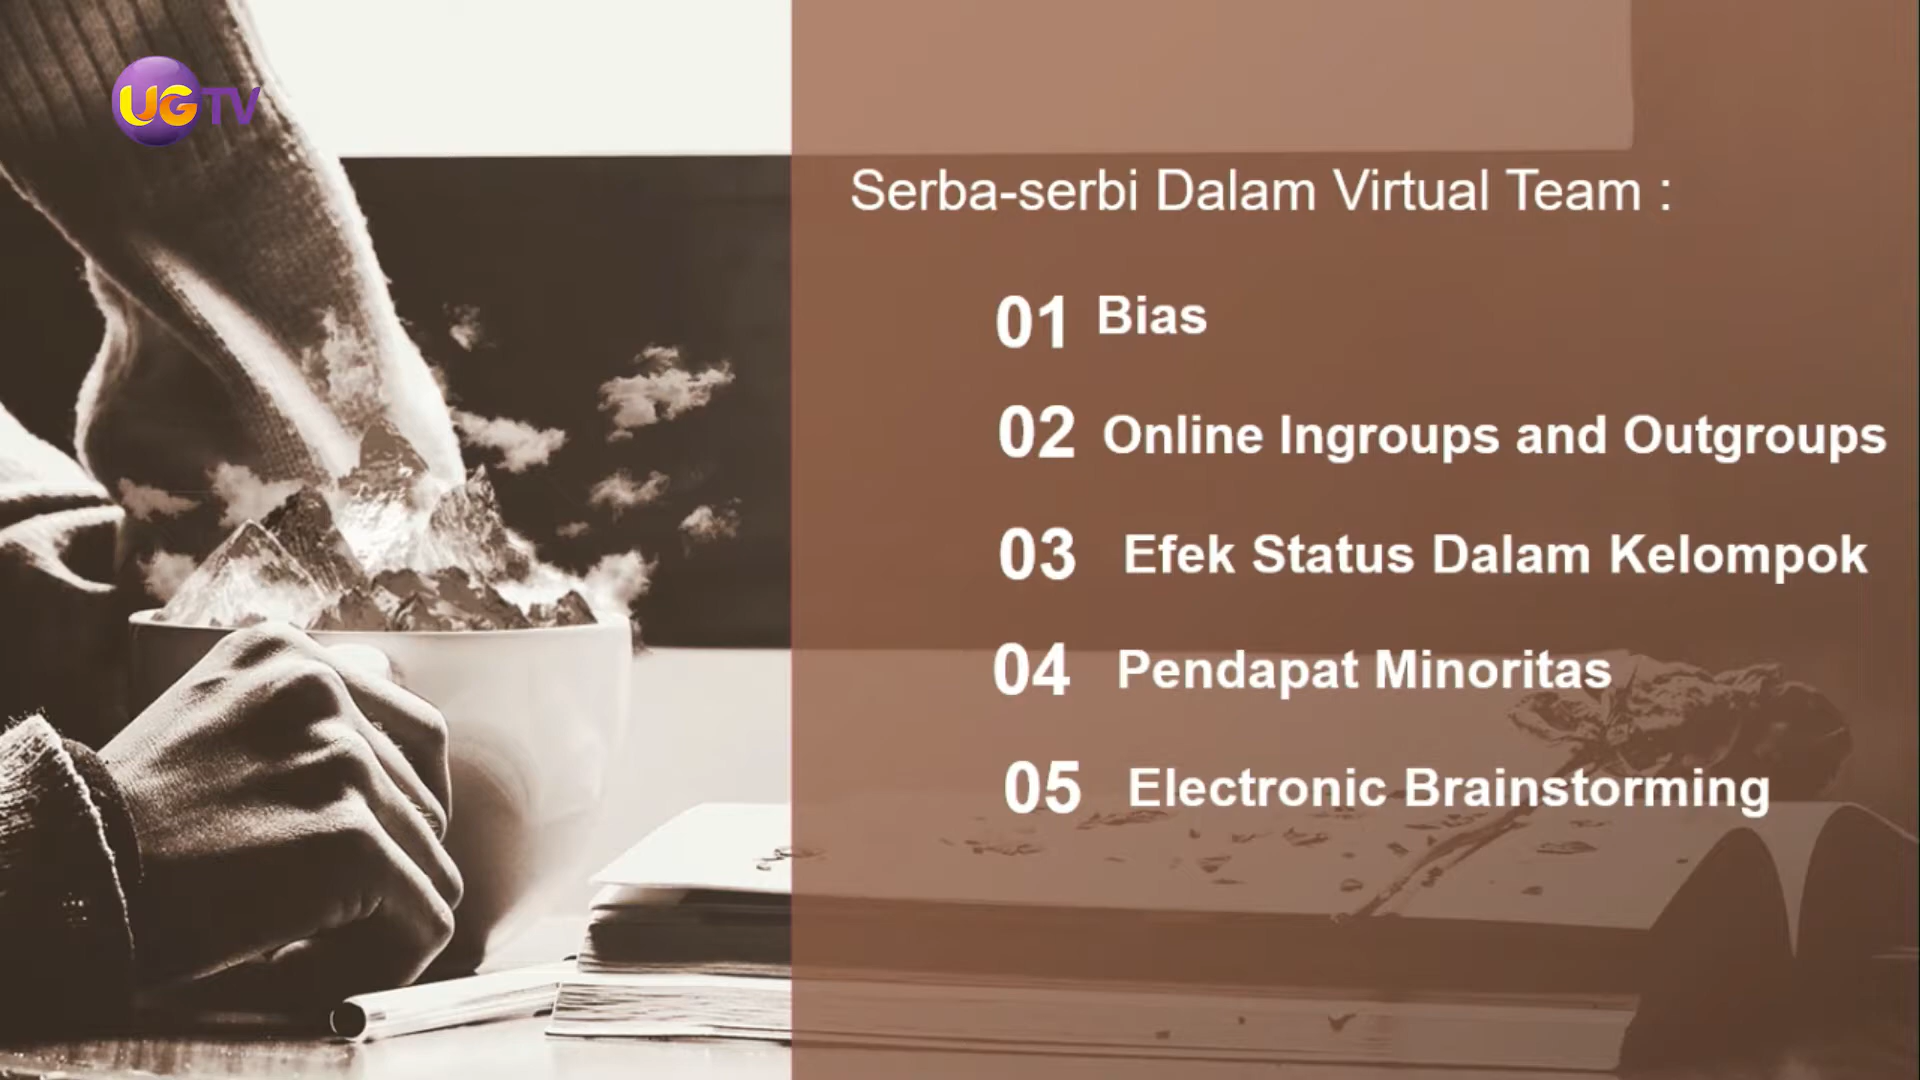 UGTV
Serba-serbi Dalam Virtual Team :
01 Bias
02 Online Ingroups and Outgroups
03 Efek Status Dalam Kelompok
04 Pendapat Minoritas
05 Electronic Brainstorming